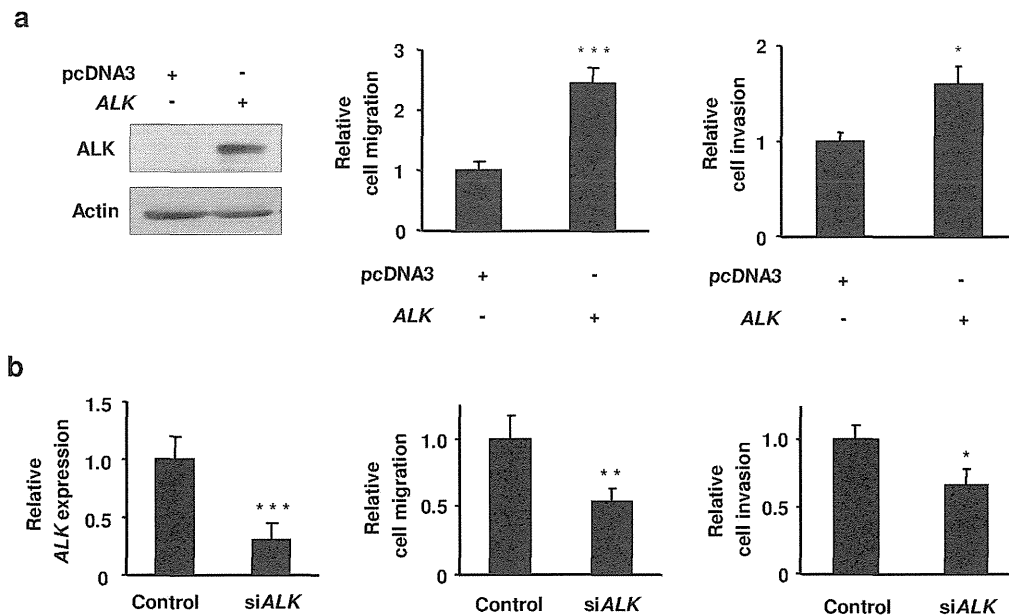 a
pcDNA3 + -
ALK - +
ALK
Actin
Relative
cell migration
3
2
1
0
* * *
pcDNA3 + -
ALK - +
Relative
cell invasion
2
1
0
*
pcDNA3 + -
ALK - +
b
Relative
ALK expression
1.5
1.0
0.5
0
* * *
Control siALK
Relative
cell migration
1.0
0.5
0
* *
Control siALK
Relative
cell invasion
1.0
0.5
0
*
Control siALK